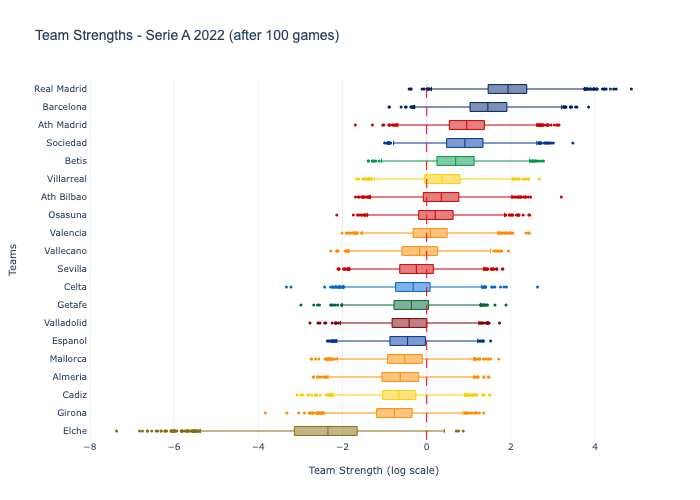 Team Strengths - Serie A 2022 (after 100 games)
Real Madrid
Barcelona
Ath Madrid
Sociedad
Betis
Villarreal
Ath Bilbao
Osasuna
Valencia
Vallecano
Sevilla
Celta
Getafe
Valladolid
Espanol
Mallorca
Almeria
Cadiz
Girona
Elche
Teams
−8 −6 −4 −2 0 2 4
Team Strength (log scale)